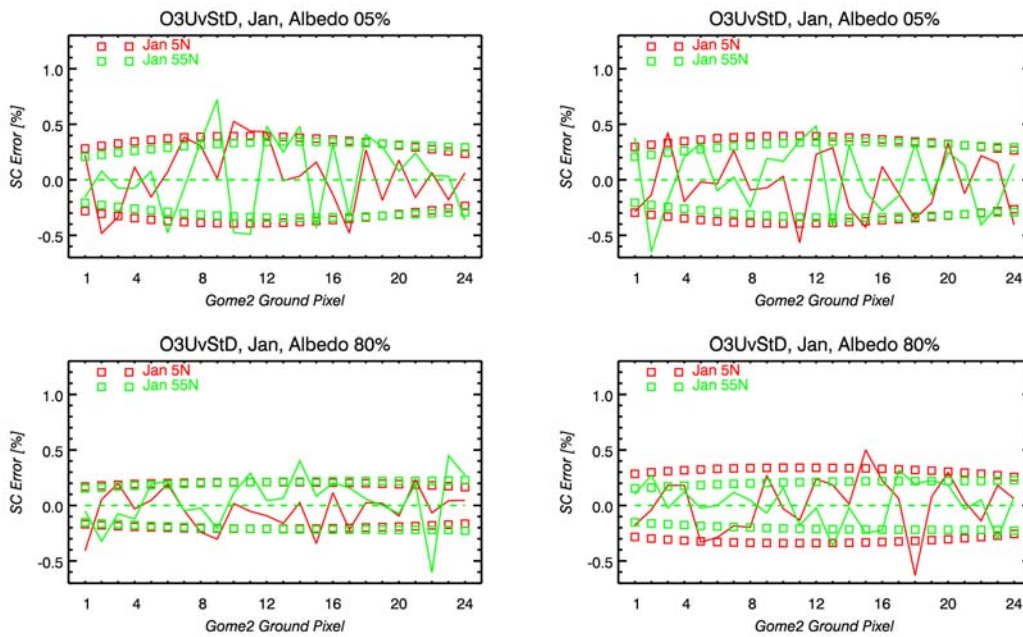 O3UvStD, Jan, Albedo 05%
Jan 5N
Jan 55N
1.0
0.5
0.0
-0.5
SC Error [%]
1 4 8 12 16 20 24
Gome2 Ground Pixel
O3UvStD, Jan, Albedo 05%
Jan 5N
Jan 55N
1.0
0.5
0.0
-0.5
SC Error [%]
1 4 8 12 16 20 24
Gome2 Ground Pixel
O3UvStD, Jan, Albedo 80%
Jan 5N
Jan 55N
1.0
0.5
0.0
-0.5
SC Error [%]
1 4 8 12 16 20 24
Gome2 Ground Pixel
O3UvStD, Jan, Albedo 80%
Jan 5N
Jan 55N
1.0
0.5
0.0
-0.5
SC Error [%]
1 4 8 12 16 20 24
Gome2 Ground Pixel